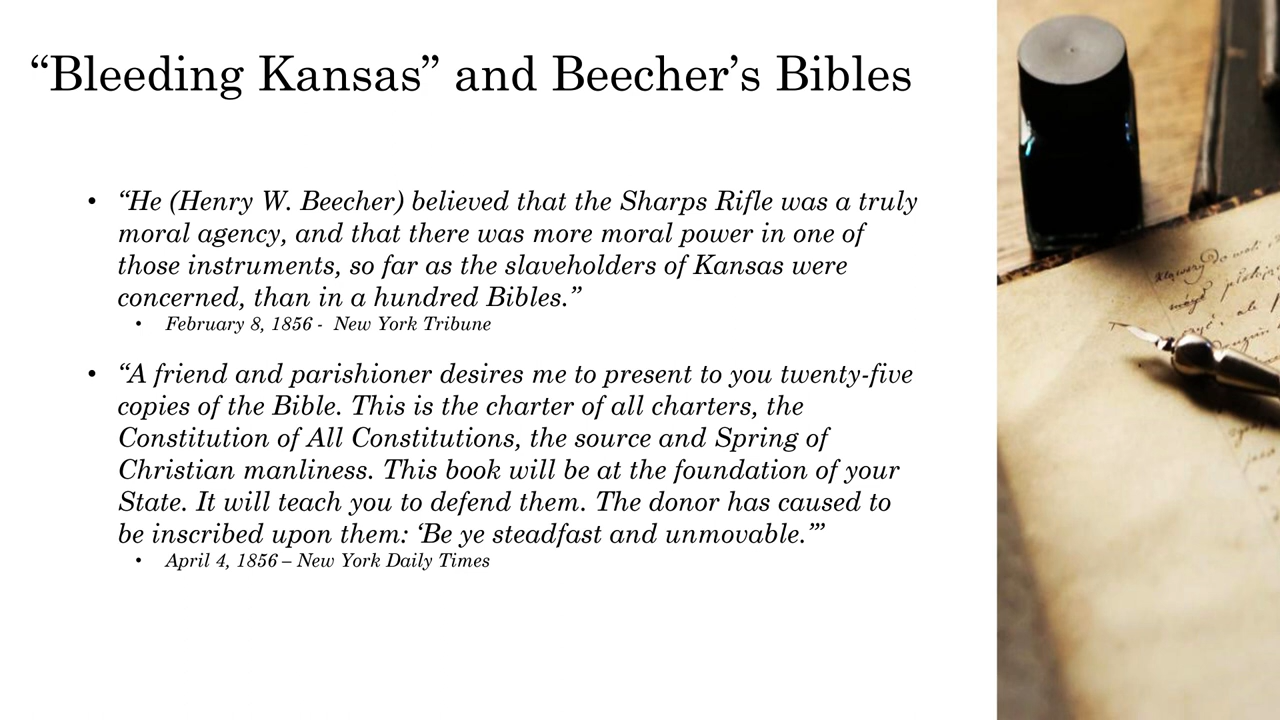 “Bleeding Kansas” and Beecher’s Bibles
• “He (Henry W. Beecher) believed that the Sharps Rifle was a truly
moral agency, and that there was more moral power in one of
those instruments, so far as the slaveholders of Kansas were
concerned, than in a hundred Bibles.”
• February 8, 1856 -  New York Tribune
• “A friend and parishioner desires me to present to you twenty-five
copies of the Bible. This is the charter of all charters, the
Constitution of All Constitutions, the source and Spring of
Christian manliness. This book will be at the foundation of your
State. It will teach you to defend them. The donor has caused to
be inscribed upon them: ‘Be ye steadfast and unmovable.’”
• April 4, 1856 – New York Daily Times